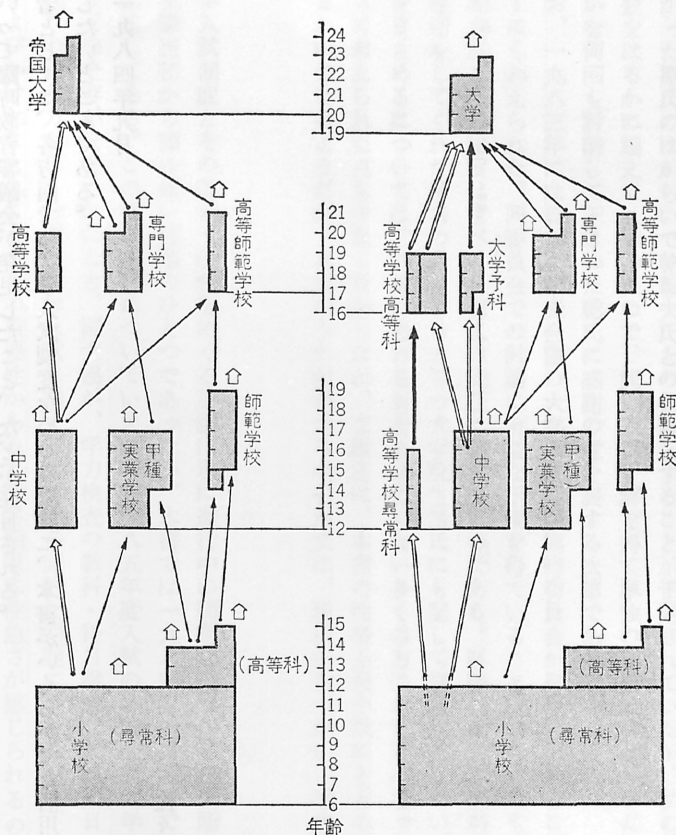 帝国大学
高等学校
専門学校
高等師範学校
中学校
甲種
実業学校
師範学校
(高等科)
小学校
(尋常科)
24
23
22
21
20
19
21
20
19
18
17
16
19
18
17
16
15
14
13
12
15
14
13
12
11
10
9
8
7
6
年齢
大学
高等学校高等科
大学予科
専門学校
高等師範学校
高等学校尋常科
中学校
(甲種)
実業学校
師範学校
(高等科)
小学校
(尋常科)